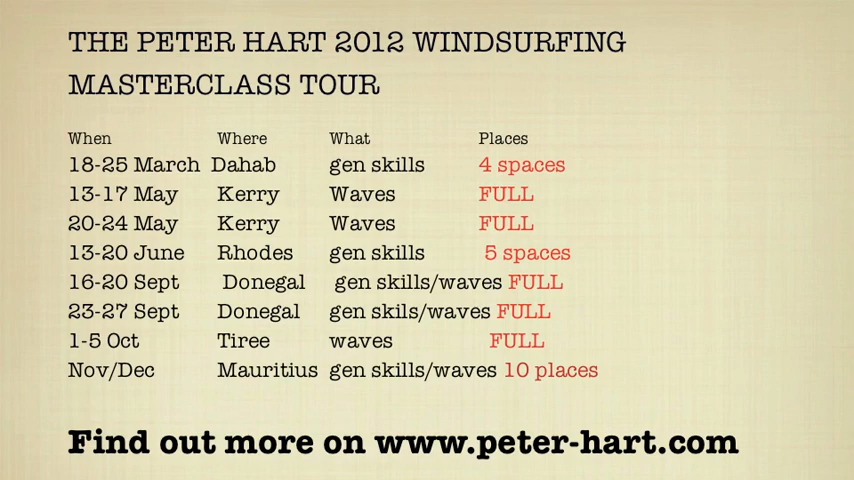 THE PETER HART 2012 WINDSURFING
MASTERCLASS TOUR
When Where What Places
18-25 March Dahab gen skills 4 spaces
13-17 May Kerry Waves FULL
20-24 May Kerry Waves FULL
13-20 June Rhodes gen skills 5 spaces
16-20 Sept Donegal gen skills/waves FULL
23-27 Sept Donegal gen skils/waves FULL
1-5 Oct Tiree waves FULL
Nov/Dec Mauritius gen skills/waves 10 places
Find out more on www.peter-hart.com